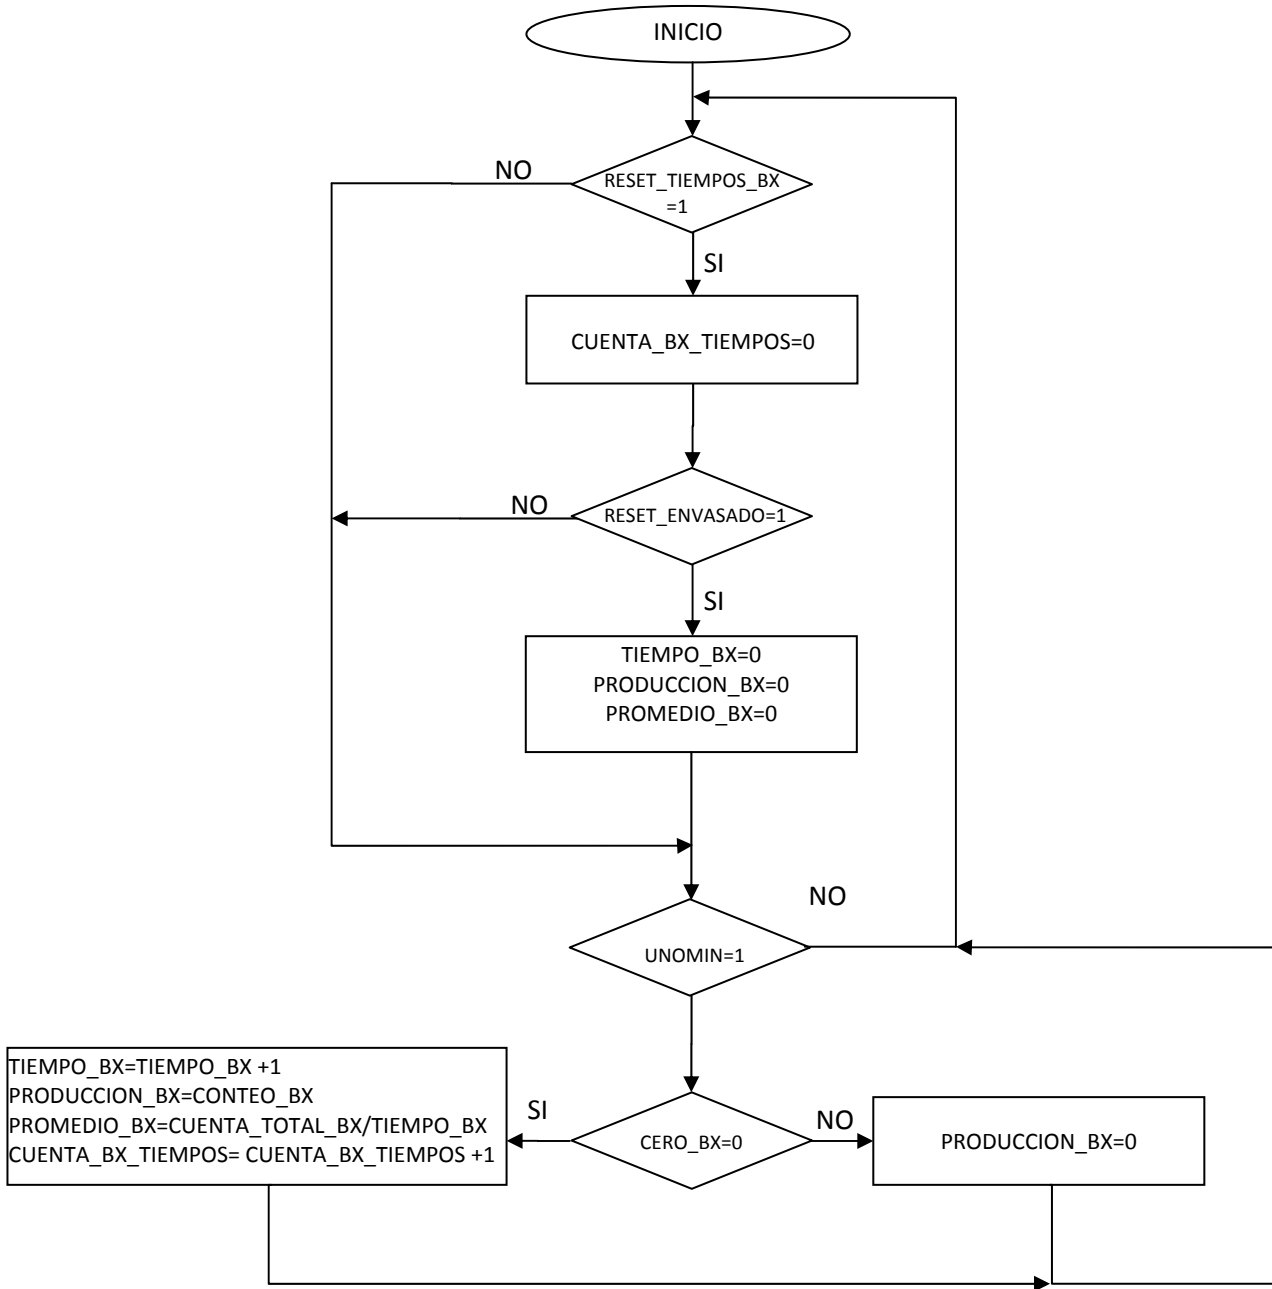 INICIO
NO
RESET_TIEMPOS_BX
=1
SI
CUENTA_BX_TIEMPOS=0
NO
RESET_ENVASADO=1
SI
TIEMPO_BX=0
PRODUCCION_BX=0
PROMEDIO_BX=0
NO
UNOMIN=1
TIEMPO_BX=TIEMPO_BX +1
PRODUCCION_BX=CONTEO_BX
PROMEDIO_BX=CUENTA_TOTAL_BX/TIEMPO_BX
CUENTA_BX_TIEMPOS= CUENTA_BX_TIEMPOS +1
SI
CERO_BX=0
NO
PRODUCCION_BX=0